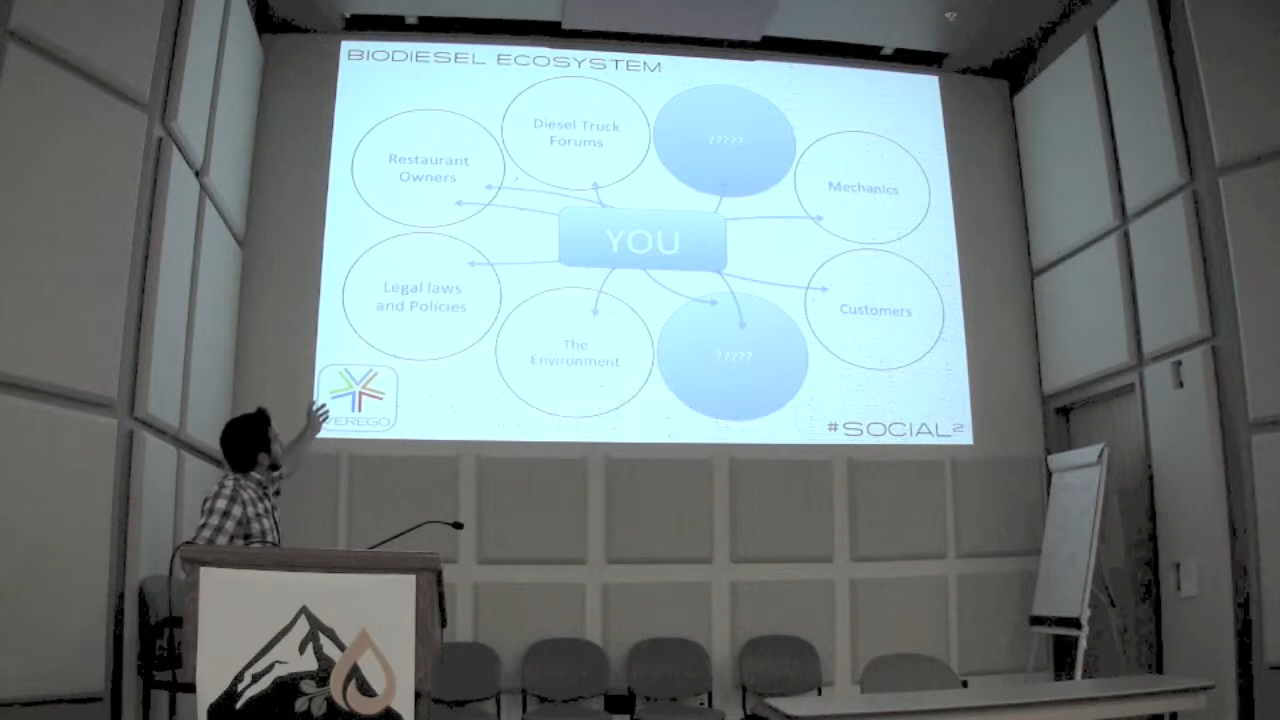 BIODIESEL ECOSYSTEM
Diesel Truck
Forums
?????
Restaurant
Owners
Mechanics
YOU
Legal laws
and Policies
The
Environment
?????
Customers
VEREGO
#SOCIAL²